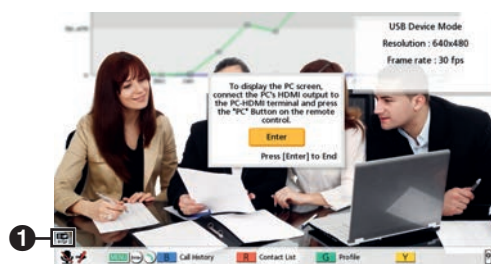 USB Device Mode
Resolution : 640x480
Frame rate : 30 fps
To display the PC screen,
connect the PC's HDMI output to
the PC-HDMI terminal and press
the "PC" Button on the remote
control.
Enter
Press [Enter] to End
1
MENU B Call History R Contact List G Profile Y